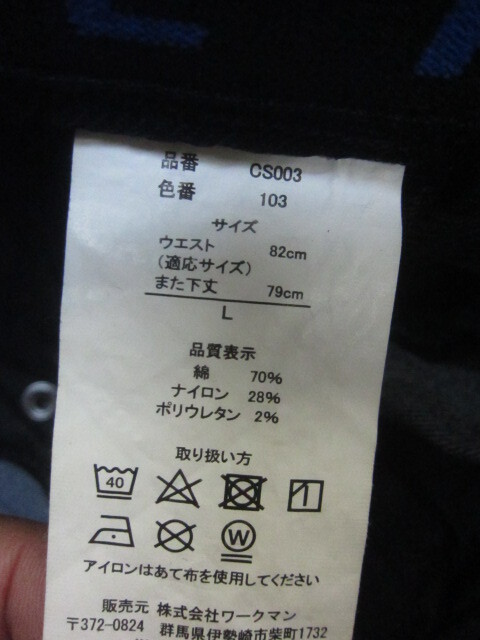 品番 CS003
色番 103
サイズ
ウエスト 82cm
(適応サイズ)
また下丈 79cm
L
品質表示
綿 70%
ナイロン 28%
ポリウレタン 2%
取り扱い方
40
W
アイロンはあて布を使用してください
販売元 株式会社ワークマン
〒372-0824 群馬県伊勢崎市柴町1732